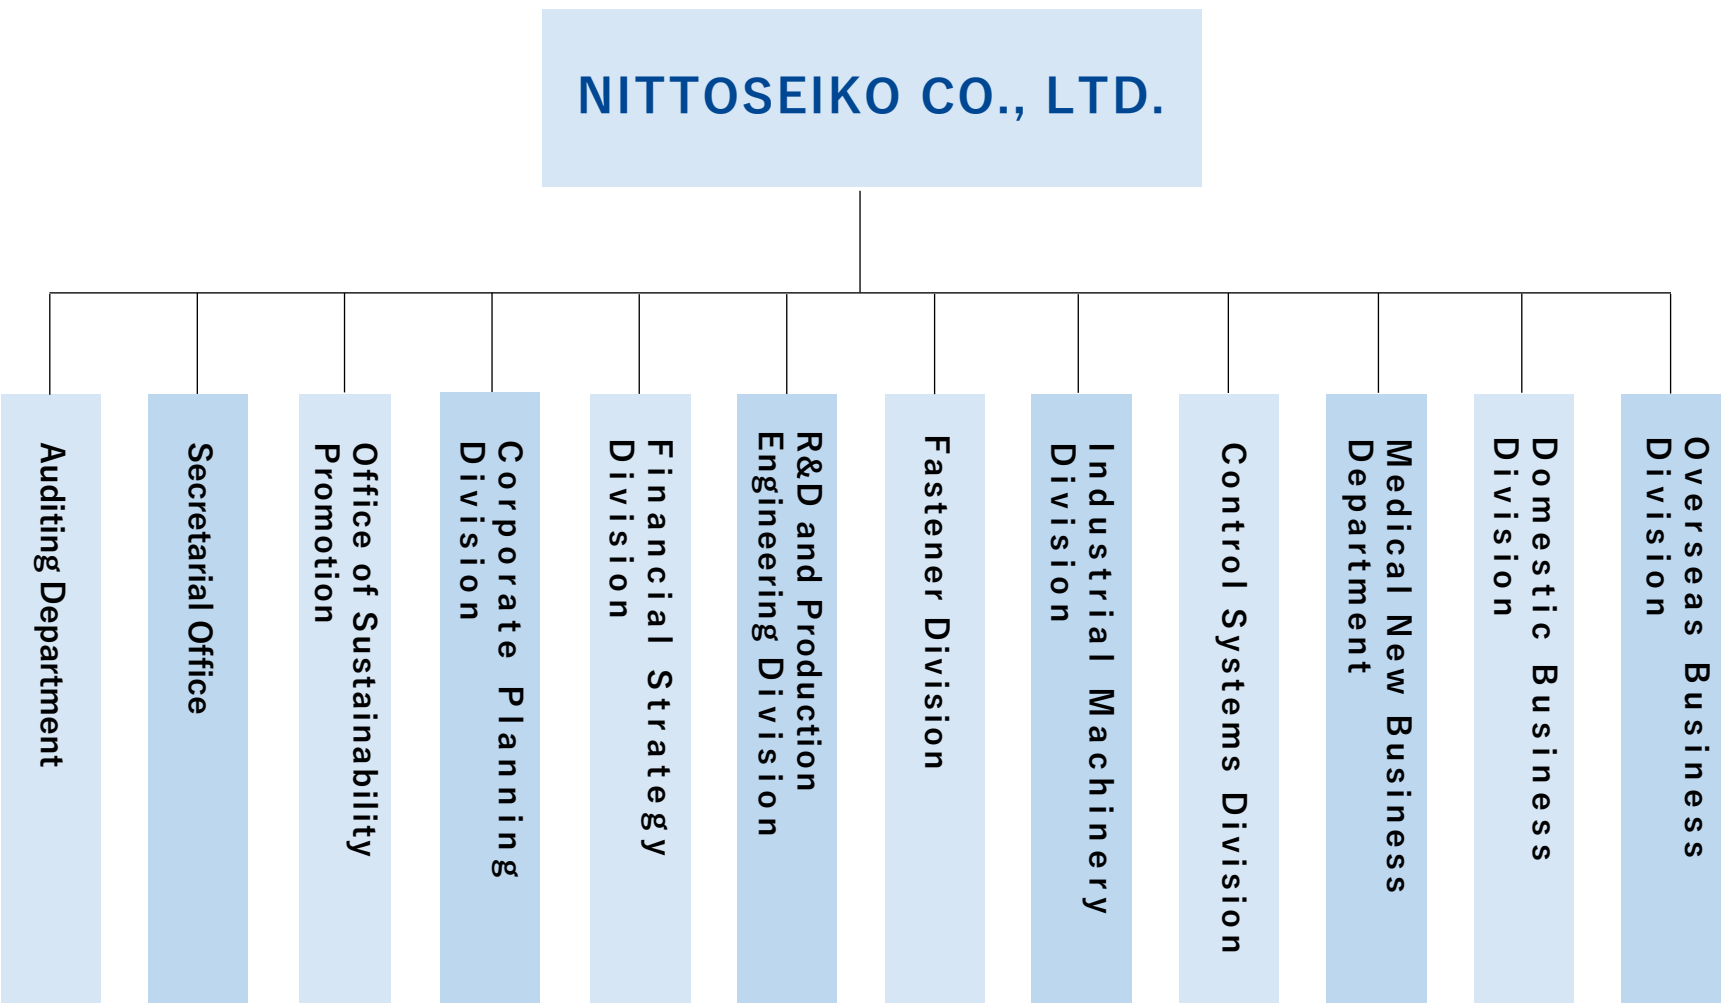 NITTOSEIKO CO., LTD.
Auditing Department
Secretarial Office
Office of Sustainability
Promotion
Corporate Planning
Division
Financial Strategy
Division
R&D and Production
Engineering Division
Fastener Division
Industrial Machinery
Division
Control Systems Division
Medical New Business
Department
Domestic Business
Division
Overseas Business
Division